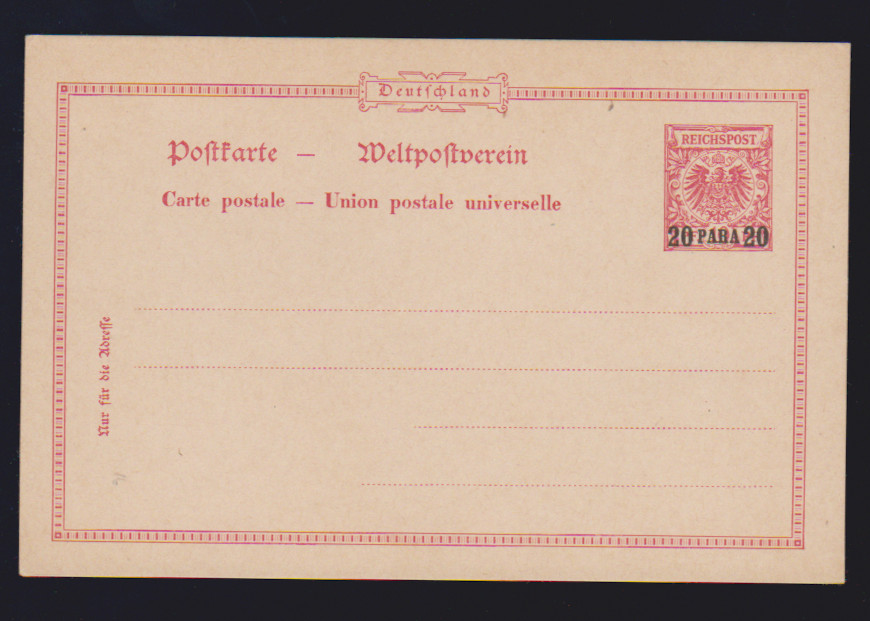 Deutſchland
Poſtkarte — Weltpoſtverein
Carte postale — Union postale universelle
REICHSPOST
20 PARA 20
Nur für die Adreſſe